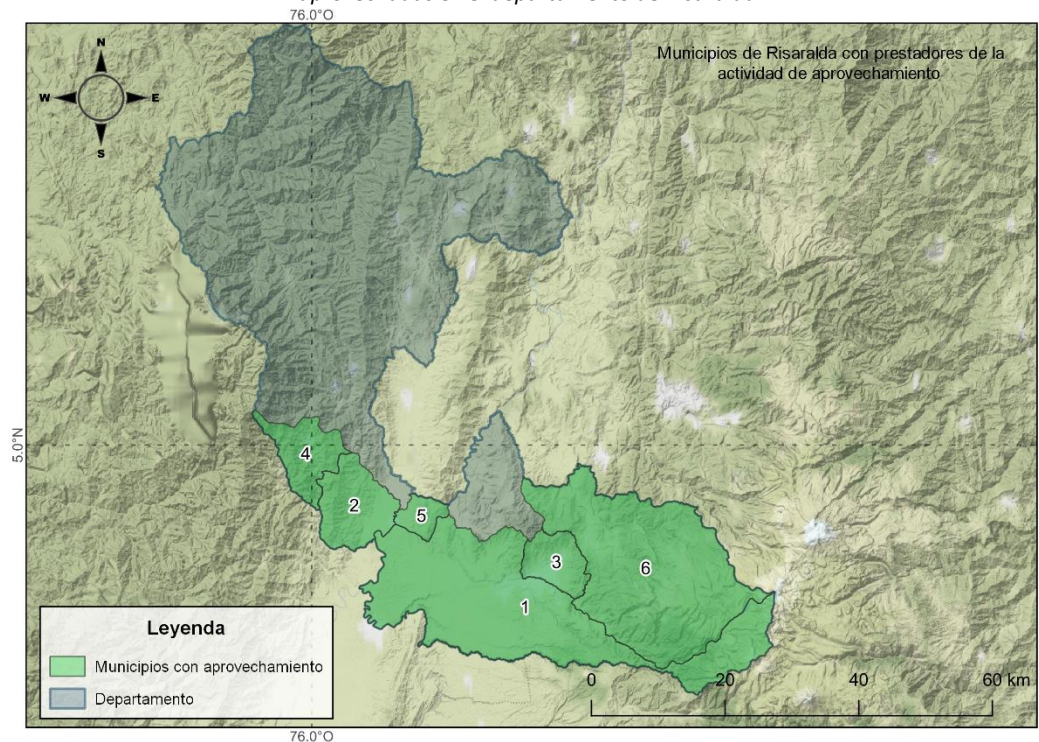 76.0°O
Municipios de Risaralda con prestadores de la
actividad de aprovechamiento
N
W
E
S
5.0°N
4
2
5
3
6
1
Leyenda
Municipios con aprovechamiento
Departamento
0
20
40
60 km
76.0°O